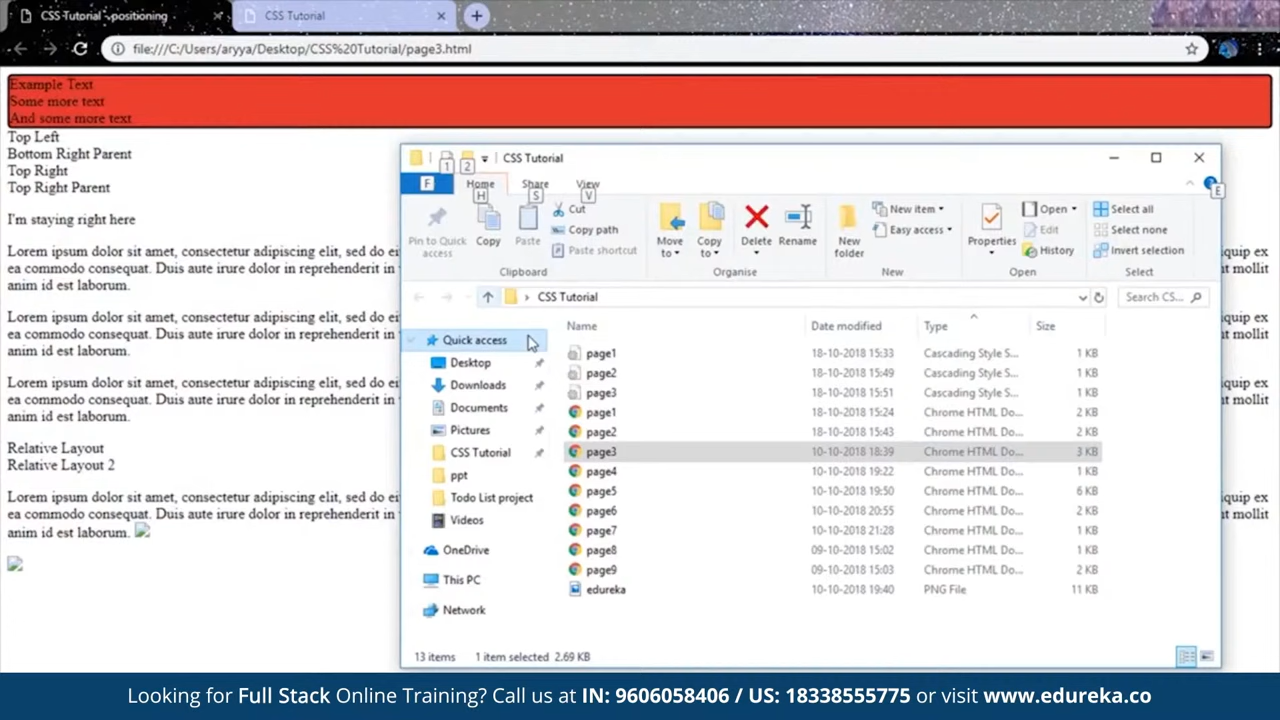 CSS Tutorial - positioning
CSS Tutorial
file:///C:/Users/aryya/Desktop/CSS%20Tutorial/page3.html
Example Text
Some more text
And some more text
Top Left
Bottom Right Parent
Top Right
Top Right Parent
I'm staying right here
Lorem ipsum dolor sit amet, consectetur adipiscing elit, sed do ei
quip ex
ea commodo consequat. Duis aute irure dolor in reprehenderit in
t mollit
anim id est laborum.
Lorem ipsum dolor sit amet, consectetur adipiscing elit, sed do ei
quip ex
ea commodo consequat. Duis aute irure dolor in reprehenderit in
t mollit
anim id est laborum.
Lorem ipsum dolor sit amet, consectetur adipiscing elit, sed do ei
quip ex
ea commodo consequat. Duis aute irure dolor in reprehenderit in
t mollit
anim id est laborum.
Relative Layout
Relative Layout 2
Lorem ipsum dolor sit amet, consectetur adipiscing elit, sed do ei
quip ex
ea commodo consequat. Duis aute irure dolor in reprehenderit in
t mollit
anim id est laborum.
1 2 CSS Tutorial
F Home Share View E
H S V
Pin to Quick access
Copy
Paste
Cut
Copy path
Paste shortcut
Move to
Copy to
Delete
Rename
New folder
New item
Easy access
Properties
Open
Edit
History
Select all
Select none
Invert selection
Clipboard Organise New Open Select
CSS Tutorial Search CS...
Quick access
Desktop
Downloads
Documents
Pictures
CSS Tutorial
ppt
Todo List project
Videos
OneDrive
This PC
Network
Name Date modified Type Size
page1 18-10-2018 15:33 Cascading Style S... 1 KB
page2 18-10-2018 15:49 Cascading Style S... 1 KB
page3 18-10-2018 15:51 Cascading Style S... 1 KB
page1 18-10-2018 15:24 Chrome HTML Do... 2 KB
page2 18-10-2018 15:43 Chrome HTML Do... 2 KB
page3 10-10-2018 18:39 Chrome HTML Do... 3 KB
page4 10-10-2018 19:22 Chrome HTML Do... 1 KB
page5 10-10-2018 19:50 Chrome HTML Do... 6 KB
page6 10-10-2018 20:55 Chrome HTML Do... 2 KB
page7 10-10-2018 21:28 Chrome HTML Do... 1 KB
page8 09-10-2018 15:02 Chrome HTML Do... 1 KB
page9 09-10-2018 15:03 Chrome HTML Do... 2 KB
edureka 10-10-2018 19:40 PNG File 11 KB
13 items 1 item selected 2.69 KB
Looking for Full Stack Online Training? Call us at IN: 9606058406 / US: 18338555775 or visit www.edureka.co